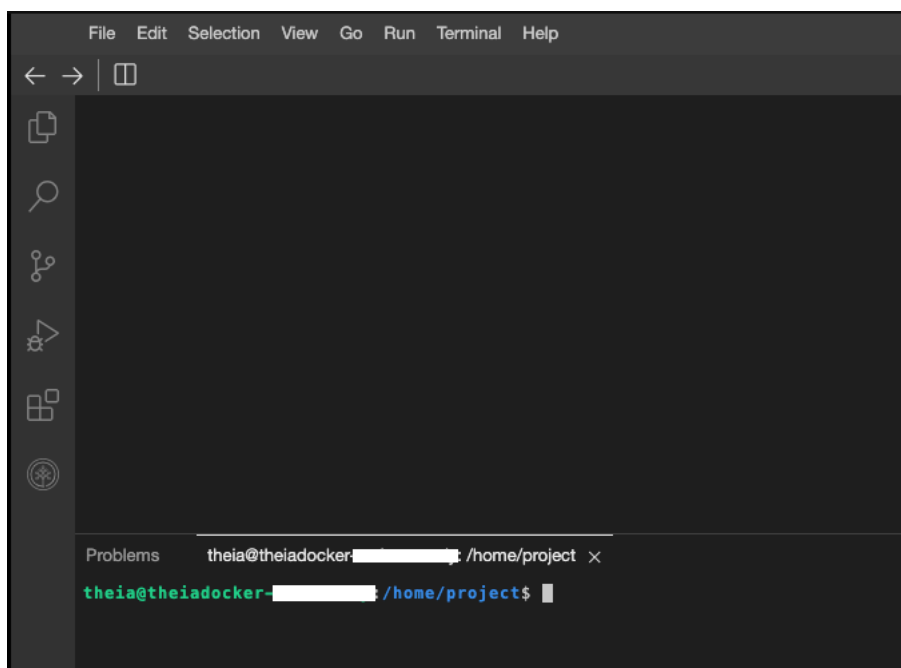 File Edit Selection View Go Run Terminal Help
Problems theia@theiadocker- : /home/project ×
theia@theiadocker- :/home/project$